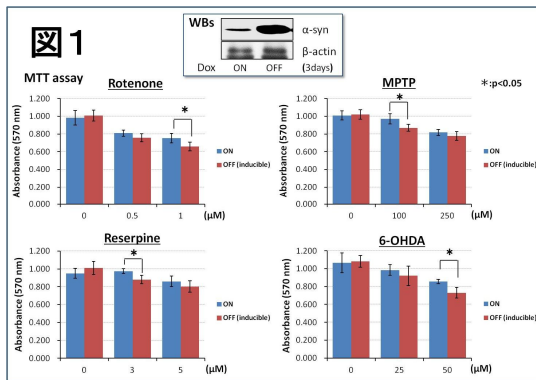 図1
WBs
α-syn
β-actin
Dox ON OFF (3days)
MTT assay
Rotenone
Absorbance (570 nm)
1.200
1.000
0.800
0.600
0.400
0.200
0.000
*
0 0.5 1 (μM)
ON
OFF (inducible)
MPTP
*:p<0.05
Absorbance (570 nm)
1.200
1.000
0.800
0.600
0.400
0.200
0.000
*
0 100 250 (μM)
ON
OFF (inducible)
Reserpine
Absorbance (570 nm)
1.200
1.000
0.800
0.600
0.400
0.200
0.000
*
0 3 5 (μM)
ON
OFF (inducible)
6-OHDA
Absorbance (570 nm)
1.200
1.000
0.800
0.600
0.400
0.200
0.000
*
0 25 50 (μM)
ON
OFF (inducible)